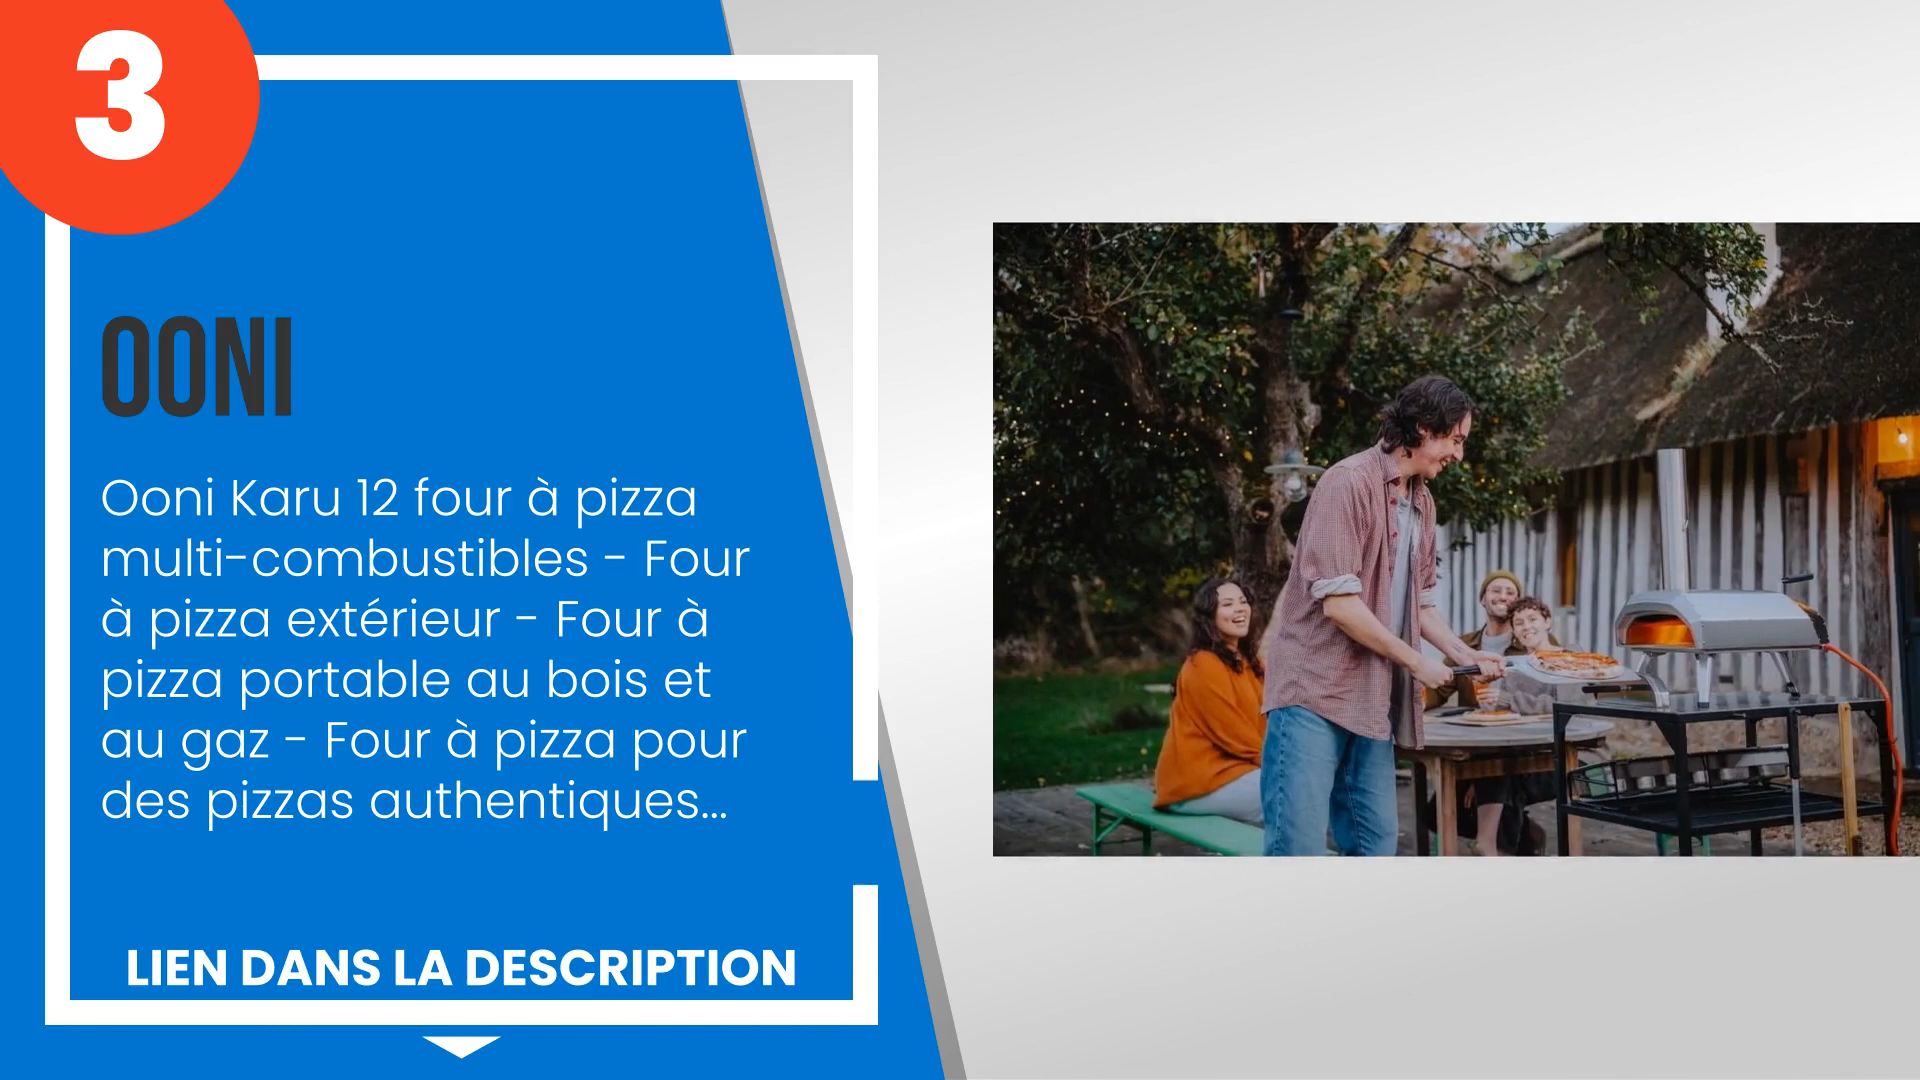 3
OONI
Ooni Karu 12 four à pizza
multi-combustibles - Four
à pizza extérieur - Four à
pizza portable au bois et
au gaz - Four à pizza pour
des pizzas authentiques...
LIEN DANS LA DESCRIPTION